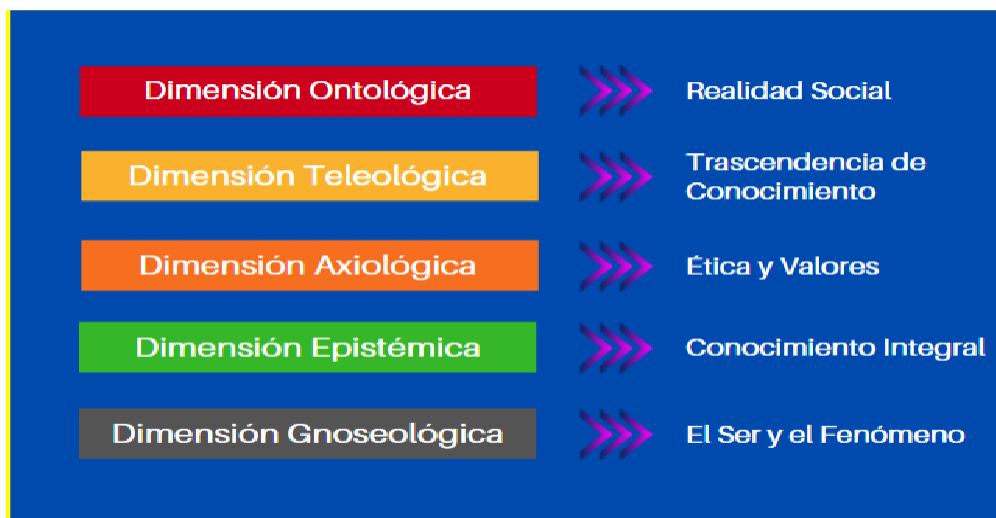 Dimensión Ontológica
Realidad Social
Dimensión Teleológica
Trascendencia de
Conocimiento
Dimensión Axiológica
Ética y Valores
Dimensión Epistémica
Conocimiento Integral
Dimensión Gnoseológica
El Ser y el Fenómeno